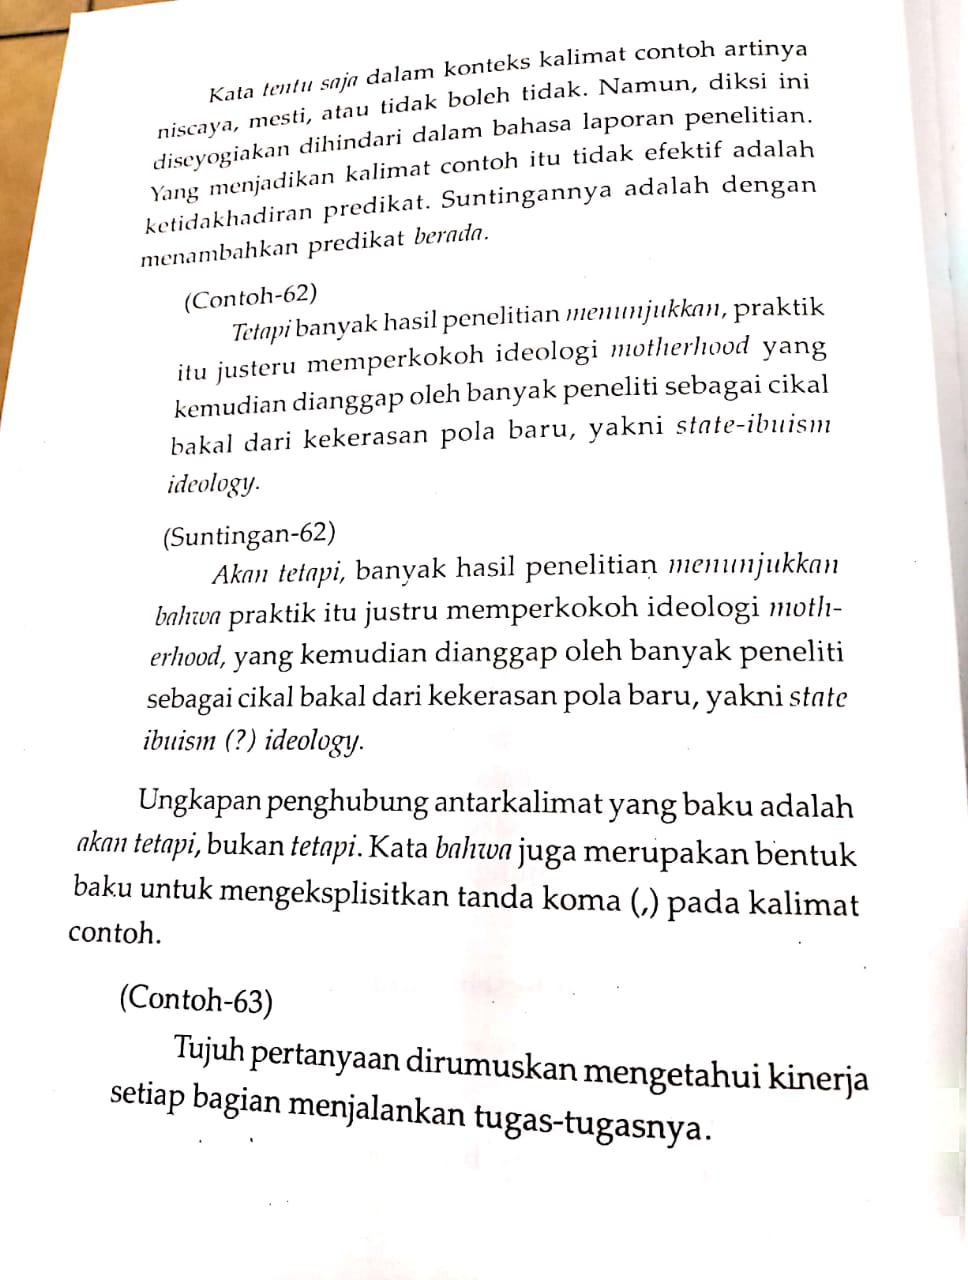 Kata tentu saja dalam konteks kalimat contoh artinya
niscaya, mesti, atau tidak boleh tidak. Namun, diksi ini
diseyogiakan dihindari dalam bahasa laporan penelitian.
Yang menjadikan kalimat contoh itu tidak efektif adalah
ketidakhadiran predikat. Suntingannya adalah dengan
menambahkan predikat berada.
(Contoh-62)
Tetapi banyak hasil penelitian menunjukkan, praktik
itu justeru memperkokoh ideologi motherhood yang
kemudian dianggap oleh banyak peneliti sebagai cikal
bakal dari kekerasan pola baru, yakni state-ibuism
ideology.
(Suntingan-62)
Akan tetapi, banyak hasil penelitian menunjukkan
bahwa praktik itu justru memperkokoh ideologi moth-
erhood, yang kemudian dianggap oleh banyak peneliti
sebagai cikal bakal dari kekerasan pola baru, yakni state
ibuism (?) ideology.
Ungkapan penghubung antarkalimat yang baku adalah
akan tetapi, bukan tetapi. Kata bahwa juga merupakan bentuk
baku untuk mengeksplisitkan tanda koma (,) pada kalimat
contoh.
(Contoh-63)
Tujuh pertanyaan dirumuskan mengetahui kinerja
setiap bagian menjalankan tugas-tugasnya.